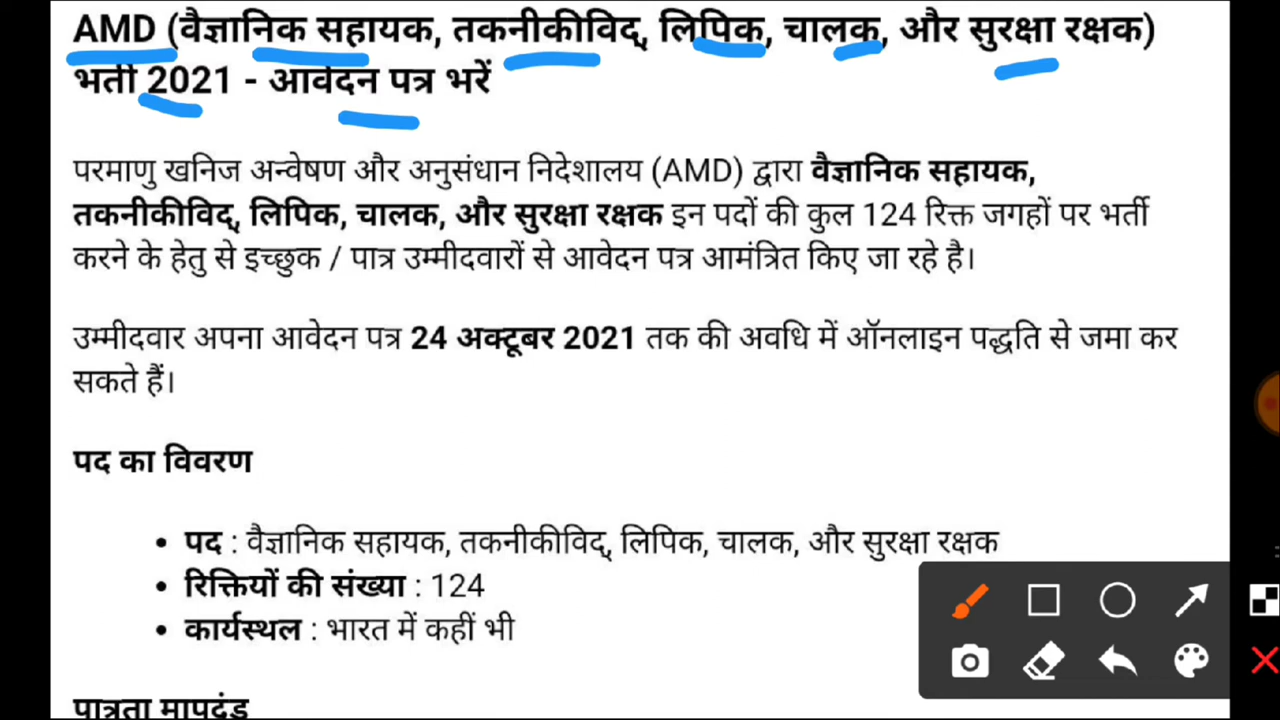 AMD (वैज्ञानिक सहायक, तकनीकीविद्, लिपिक, चालक, और सुरक्षा रक्षक)
भर्ती 2021 - आवेदन पत्र भरें
परमाणु खनिज अन्वेषण और अनुसंधान निदेशालय (AMD) द्वारा वैज्ञानिक सहायक,
तकनीकीविद्, लिपिक, चालक, और सुरक्षा रक्षक इन पदों की कुल 124 रिक्त जगहों पर भर्ती
करने के हेतु से इच्छुक / पात्र उम्मीदवारों से आवेदन पत्र आमंत्रित किए जा रहे है।
उम्मीदवार अपना आवेदन पत्र 24 अक्टूबर 2021 तक की अवधि में ऑनलाइन पद्धति से जमा कर
सकते हैं।
पद का विवरण
• पद : वैज्ञानिक सहायक, तकनीकीविद्, लिपिक, चालक, और सुरक्षा रक्षक
• रिक्तियों की संख्या : 124
• कार्यस्थल : भारत में कहीं भी
पात्रता मापदंड